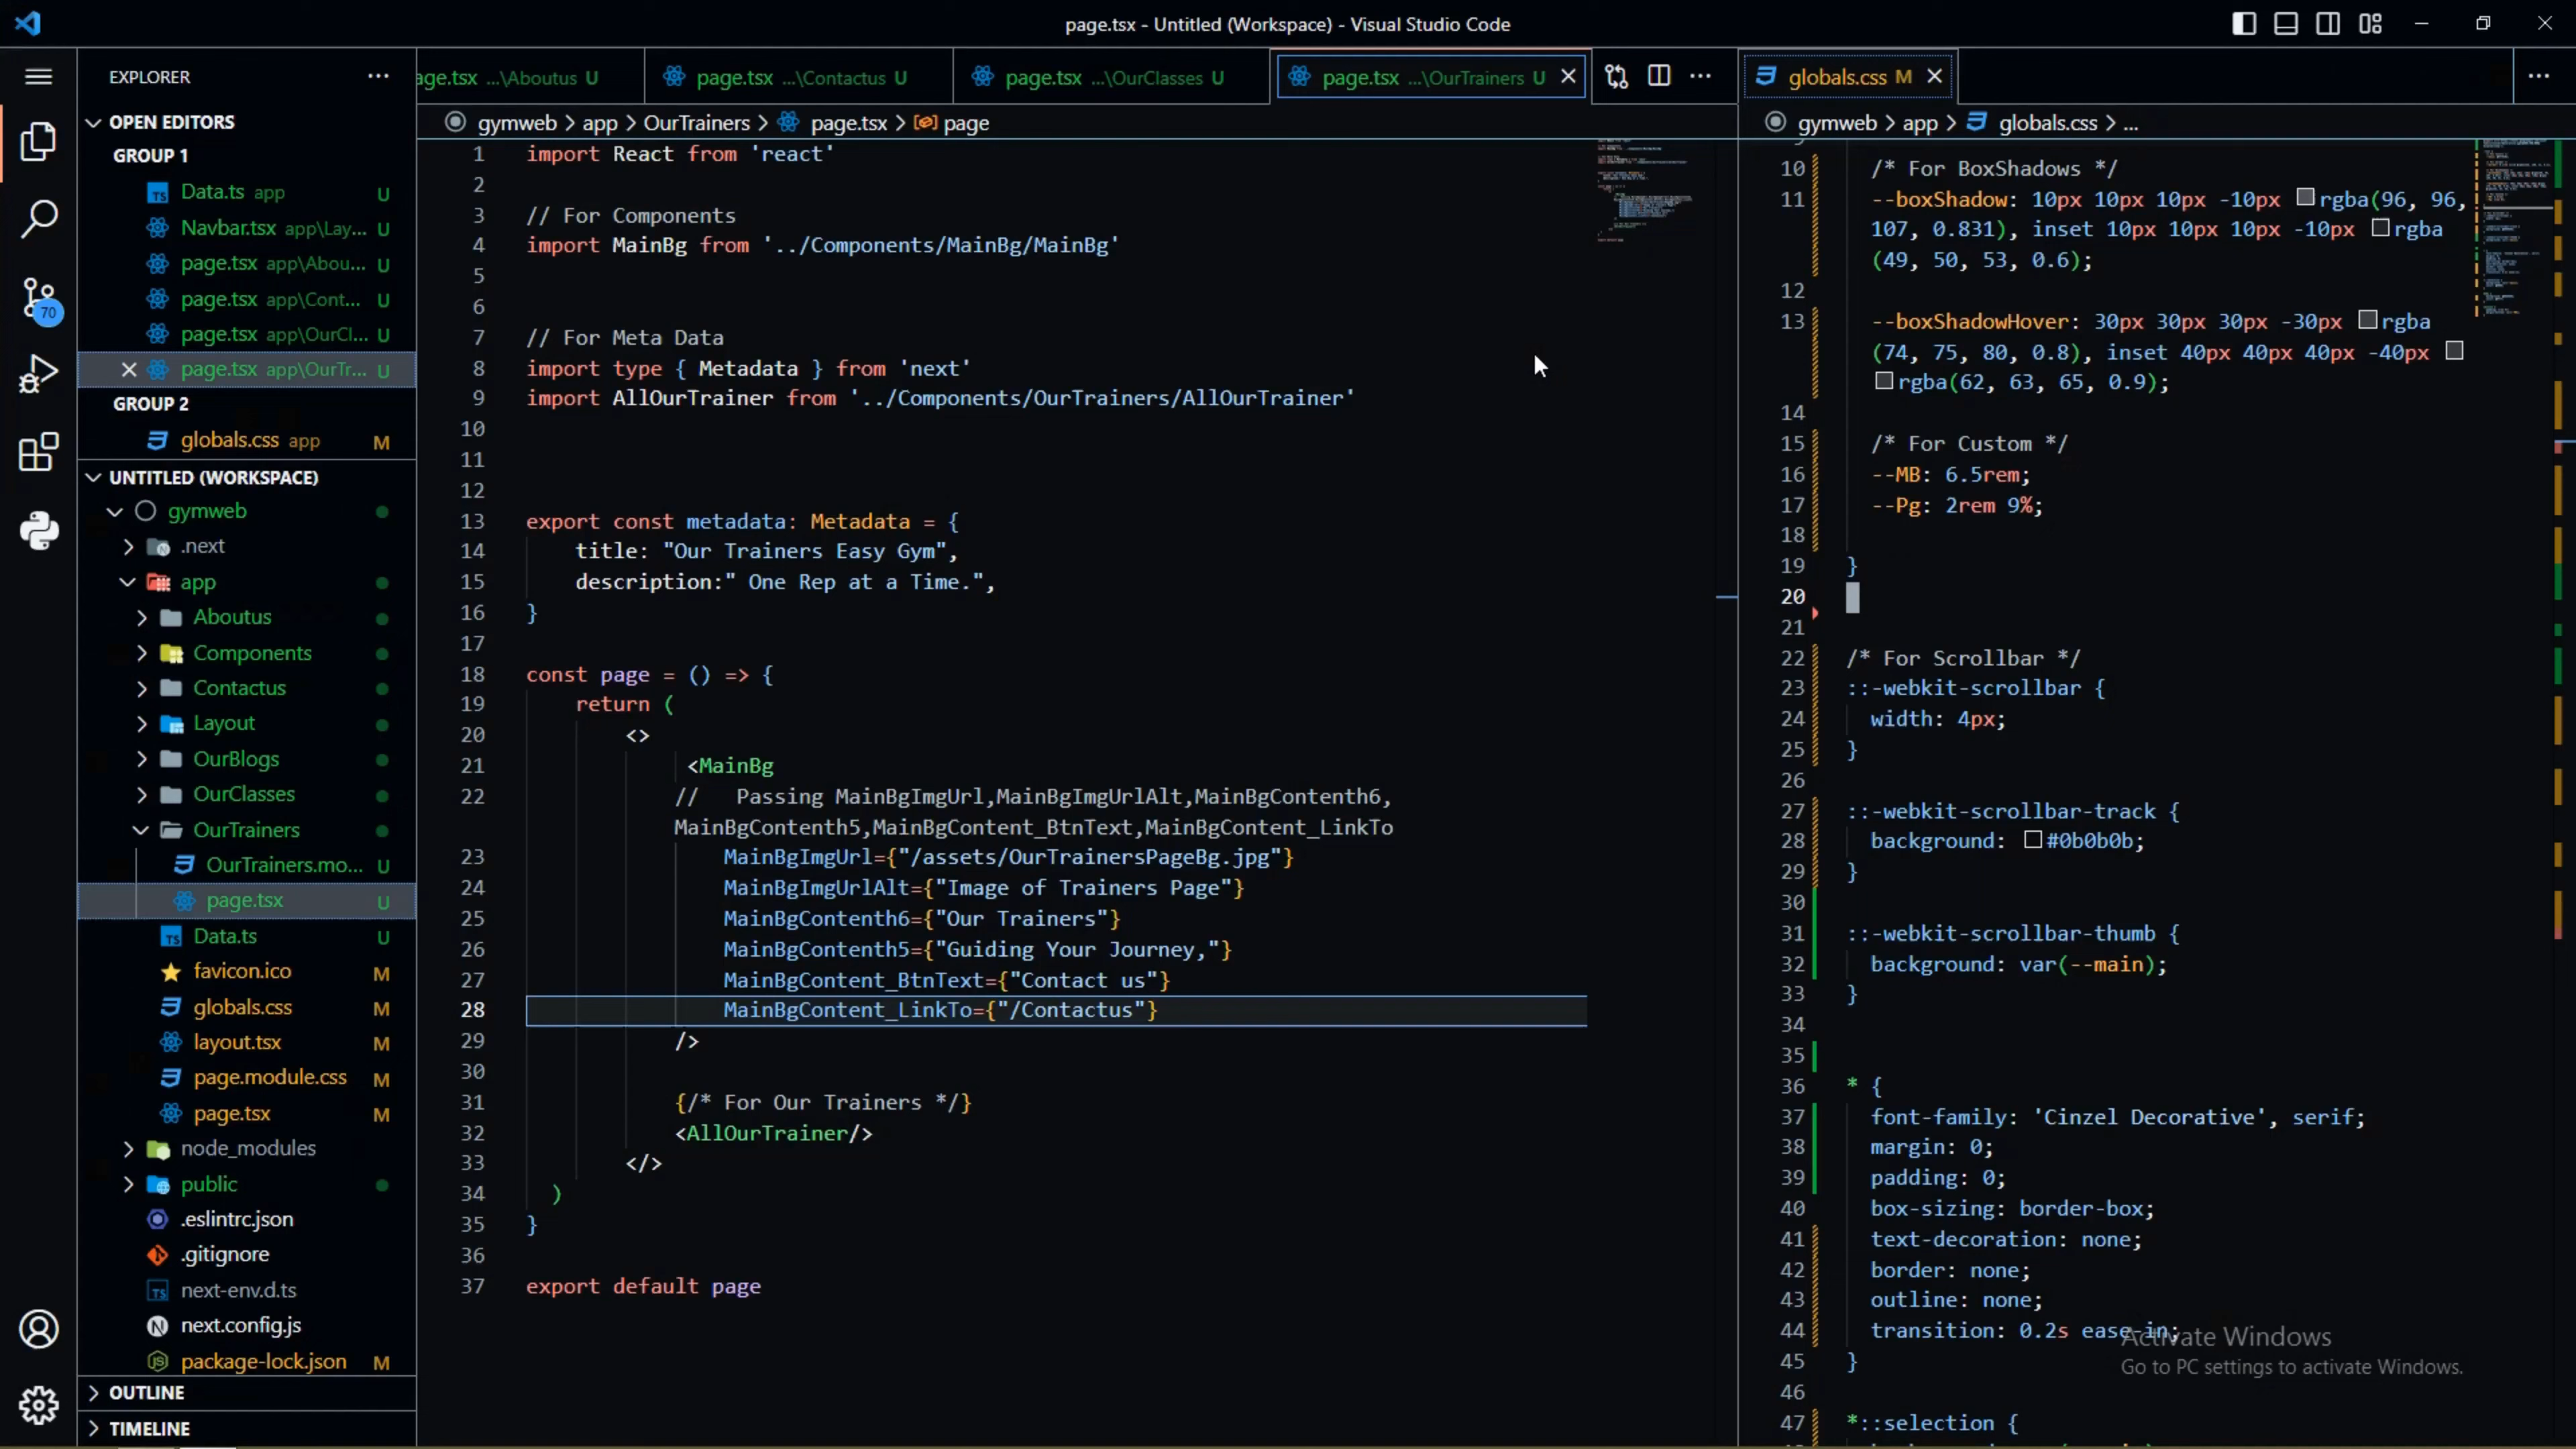 page.tsx - Untitled (Workspace) - Visual Studio Code
EXPLORER
OPEN EDITORS
GROUP 1
Data.ts app U
Navbar.tsx app\Lay... U
page.tsx app\Abou... U
page.tsx app\Cont... U
page.tsx app\OurCl... U
page.tsx app\OurTr... U
GROUP 2
globals.css app M
UNTITLED (WORKSPACE)
gymweb
.next
app
Aboutus
Components
Contactus
Layout
OurBlogs
OurClasses
OurTrainers
OurTrainers.mo... U
page.tsx U
Data.ts U
favicon.ico M
globals.css M
layout.tsx M
page.module.css M
page.tsx M
node_modules
public
.eslintrc.json
.gitignore
next-env.d.ts
next.config.js
package-lock.json M
OUTLINE
TIMELINE
70
age.tsx ...\Aboutus U
page.tsx ...\Contactus U
page.tsx ...\OurClasses U
page.tsx ...\OurTrainers U
gymweb > app > OurTrainers > page.tsx > page
1 import React from 'react'
2
3 // For Components
4 import MainBg from '../Components/MainBg/MainBg'
5
6
7 // For Meta Data
8 import type { Metadata } from 'next'
9 import AllOurTrainer from '../Components/OurTrainers/AllOurTrainer'
10
11
12
13 export const metadata: Metadata = {
14 title: "Our Trainers Easy Gym",
15 description:" One Rep at a Time.",
16 }
17
18 const page = () => {
19 return (
20 <>
21 <MainBg
22 // Passing MainBgImgUrl,MainBgImgUrlAlt,MainBgContenth6,
MainBgContenth5,MainBgContent_BtnText,MainBgContent_LinkTo
23 MainBgImgUrl={"/assets/OurTrainersPageBg.jpg"}
24 MainBgImgUrlAlt={"Image of Trainers Page"}
25 MainBgContenth6={"Our Trainers"}
26 MainBgContenth5={"Guiding Your Journey,"}
27 MainBgContent_BtnText={"Contact us"}
28 MainBgContent_LinkTo={"/Contactus"}
29 />
30
31 {/* For Our Trainers */}
32 <AllOurTrainer/>
33 </>
34 )
35 }
36
37 export default page
globals.css M
gymweb > app > globals.css > ...
10 /* For BoxShadows */
11 --boxShadow: 10px 10px 10px -10px rgba(96, 96,
107, 0.831), inset 10px 10px 10px -10px rgba
(49, 50, 53, 0.6);
12
13 --boxShadowHover: 30px 30px 30px -30px rgba
(74, 75, 80, 0.8), inset 40px 40px 40px -40px
rgba(62, 63, 65, 0.9);
14
15 /* For Custom */
16 --MB: 6.5rem;
17 --Pg: 2rem 9%;
18
19 }
20
21
22 /* For Scrollbar */
23 ::-webkit-scrollbar {
24 width: 4px;
25 }
26
27 ::-webkit-scrollbar-track {
28 background: #0b0b0b;
29 }
30
31 ::-webkit-scrollbar-thumb {
32 background: var(--main);
33 }
34
35
36 * {
37 font-family: 'Cinzel Decorative', serif;
38 margin: 0;
39 padding: 0;
40 box-sizing: border-box;
41 text-decoration: none;
42 border: none;
43 outline: none;
44 transition: 0.2s ease-in;
45 }
46
47 *::selection {
Activate Windows
Go to PC settings to activate Windows.